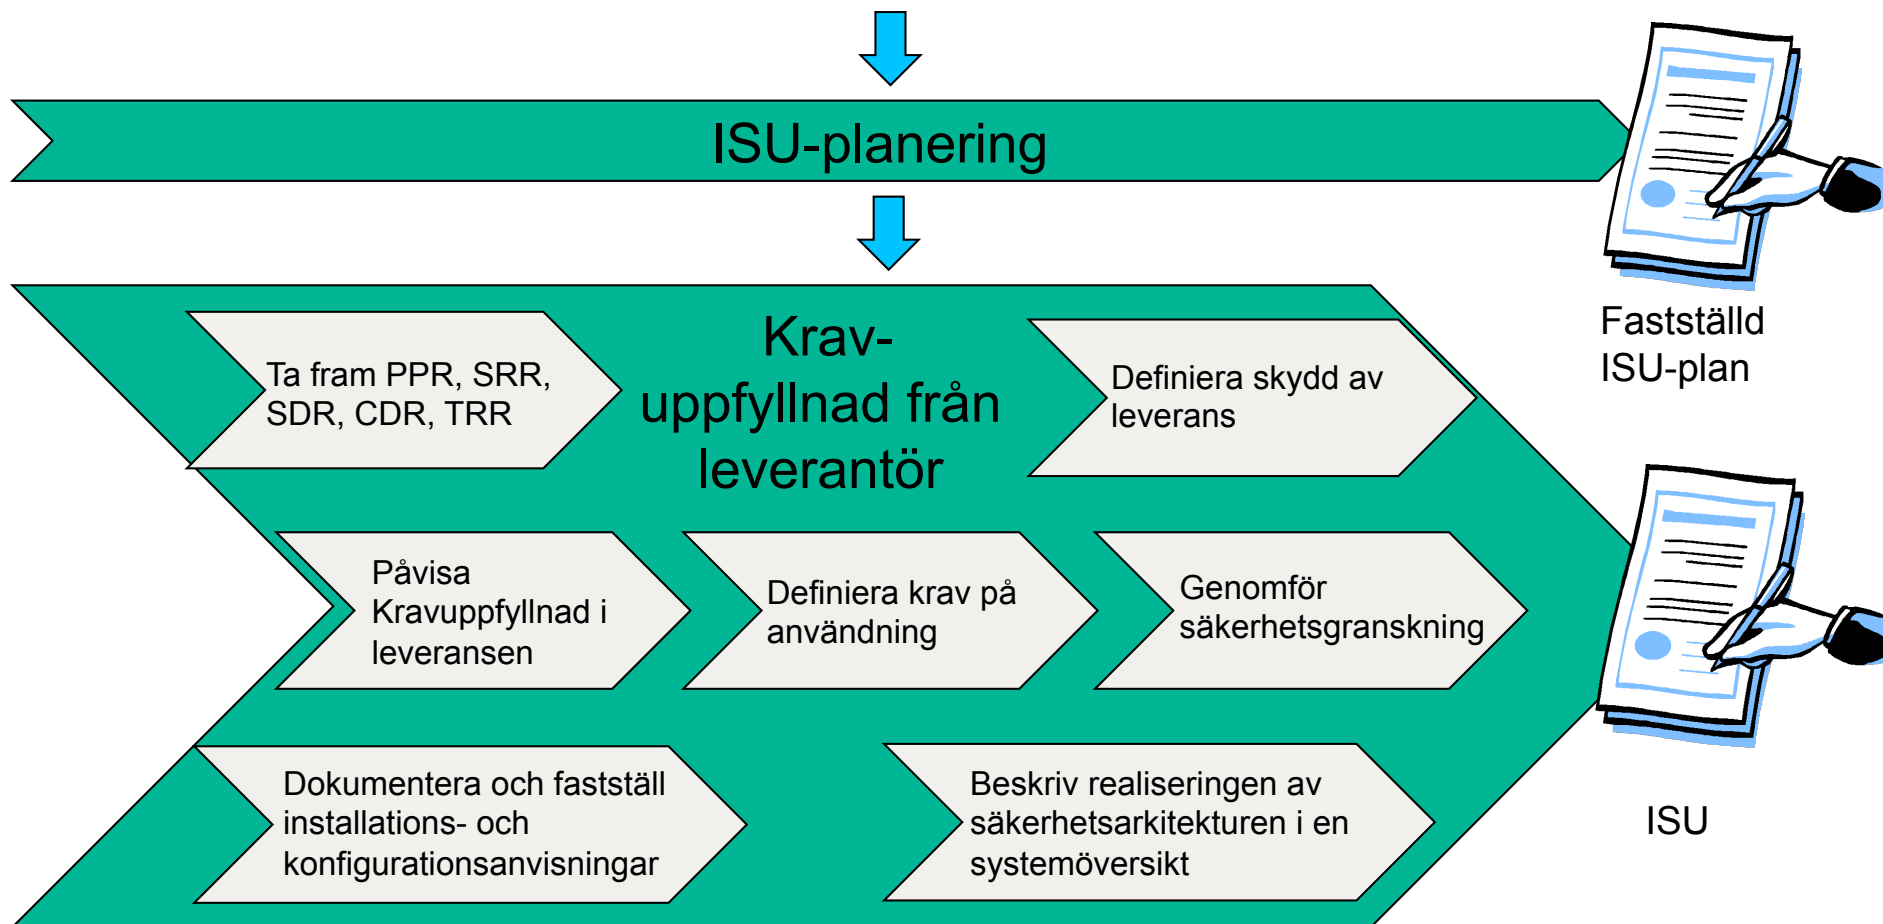 ISU-planering
Fastställd
ISU-plan
Krav-
uppfyllnad från
leverantör
Ta fram PPR, SRR,
SDR, CDR, TRR
Definiera skydd av
leverans
Påvisa
Kravuppfyllnad i
leveransen
Definiera krav på
användning
Genomför
säkerhetsgranskning
Dokumentera och fastställ
installations- och
konfigurationsanvisningar
Beskriv realiseringen av
säkerhetsarkitekturen i en
systemöversikt
ISU